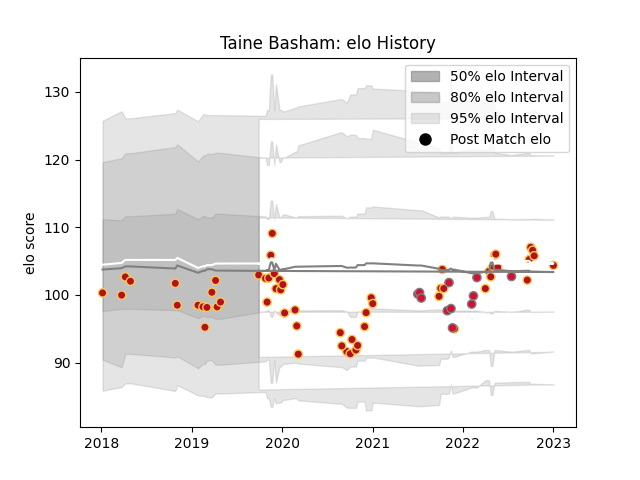 Taine Basham: elo History
50% elo Interval
80% elo Interval
95% elo Interval
Post Match elo
elo score
130
120
110
100
90
2018 2019 2020 2021 2022 2023